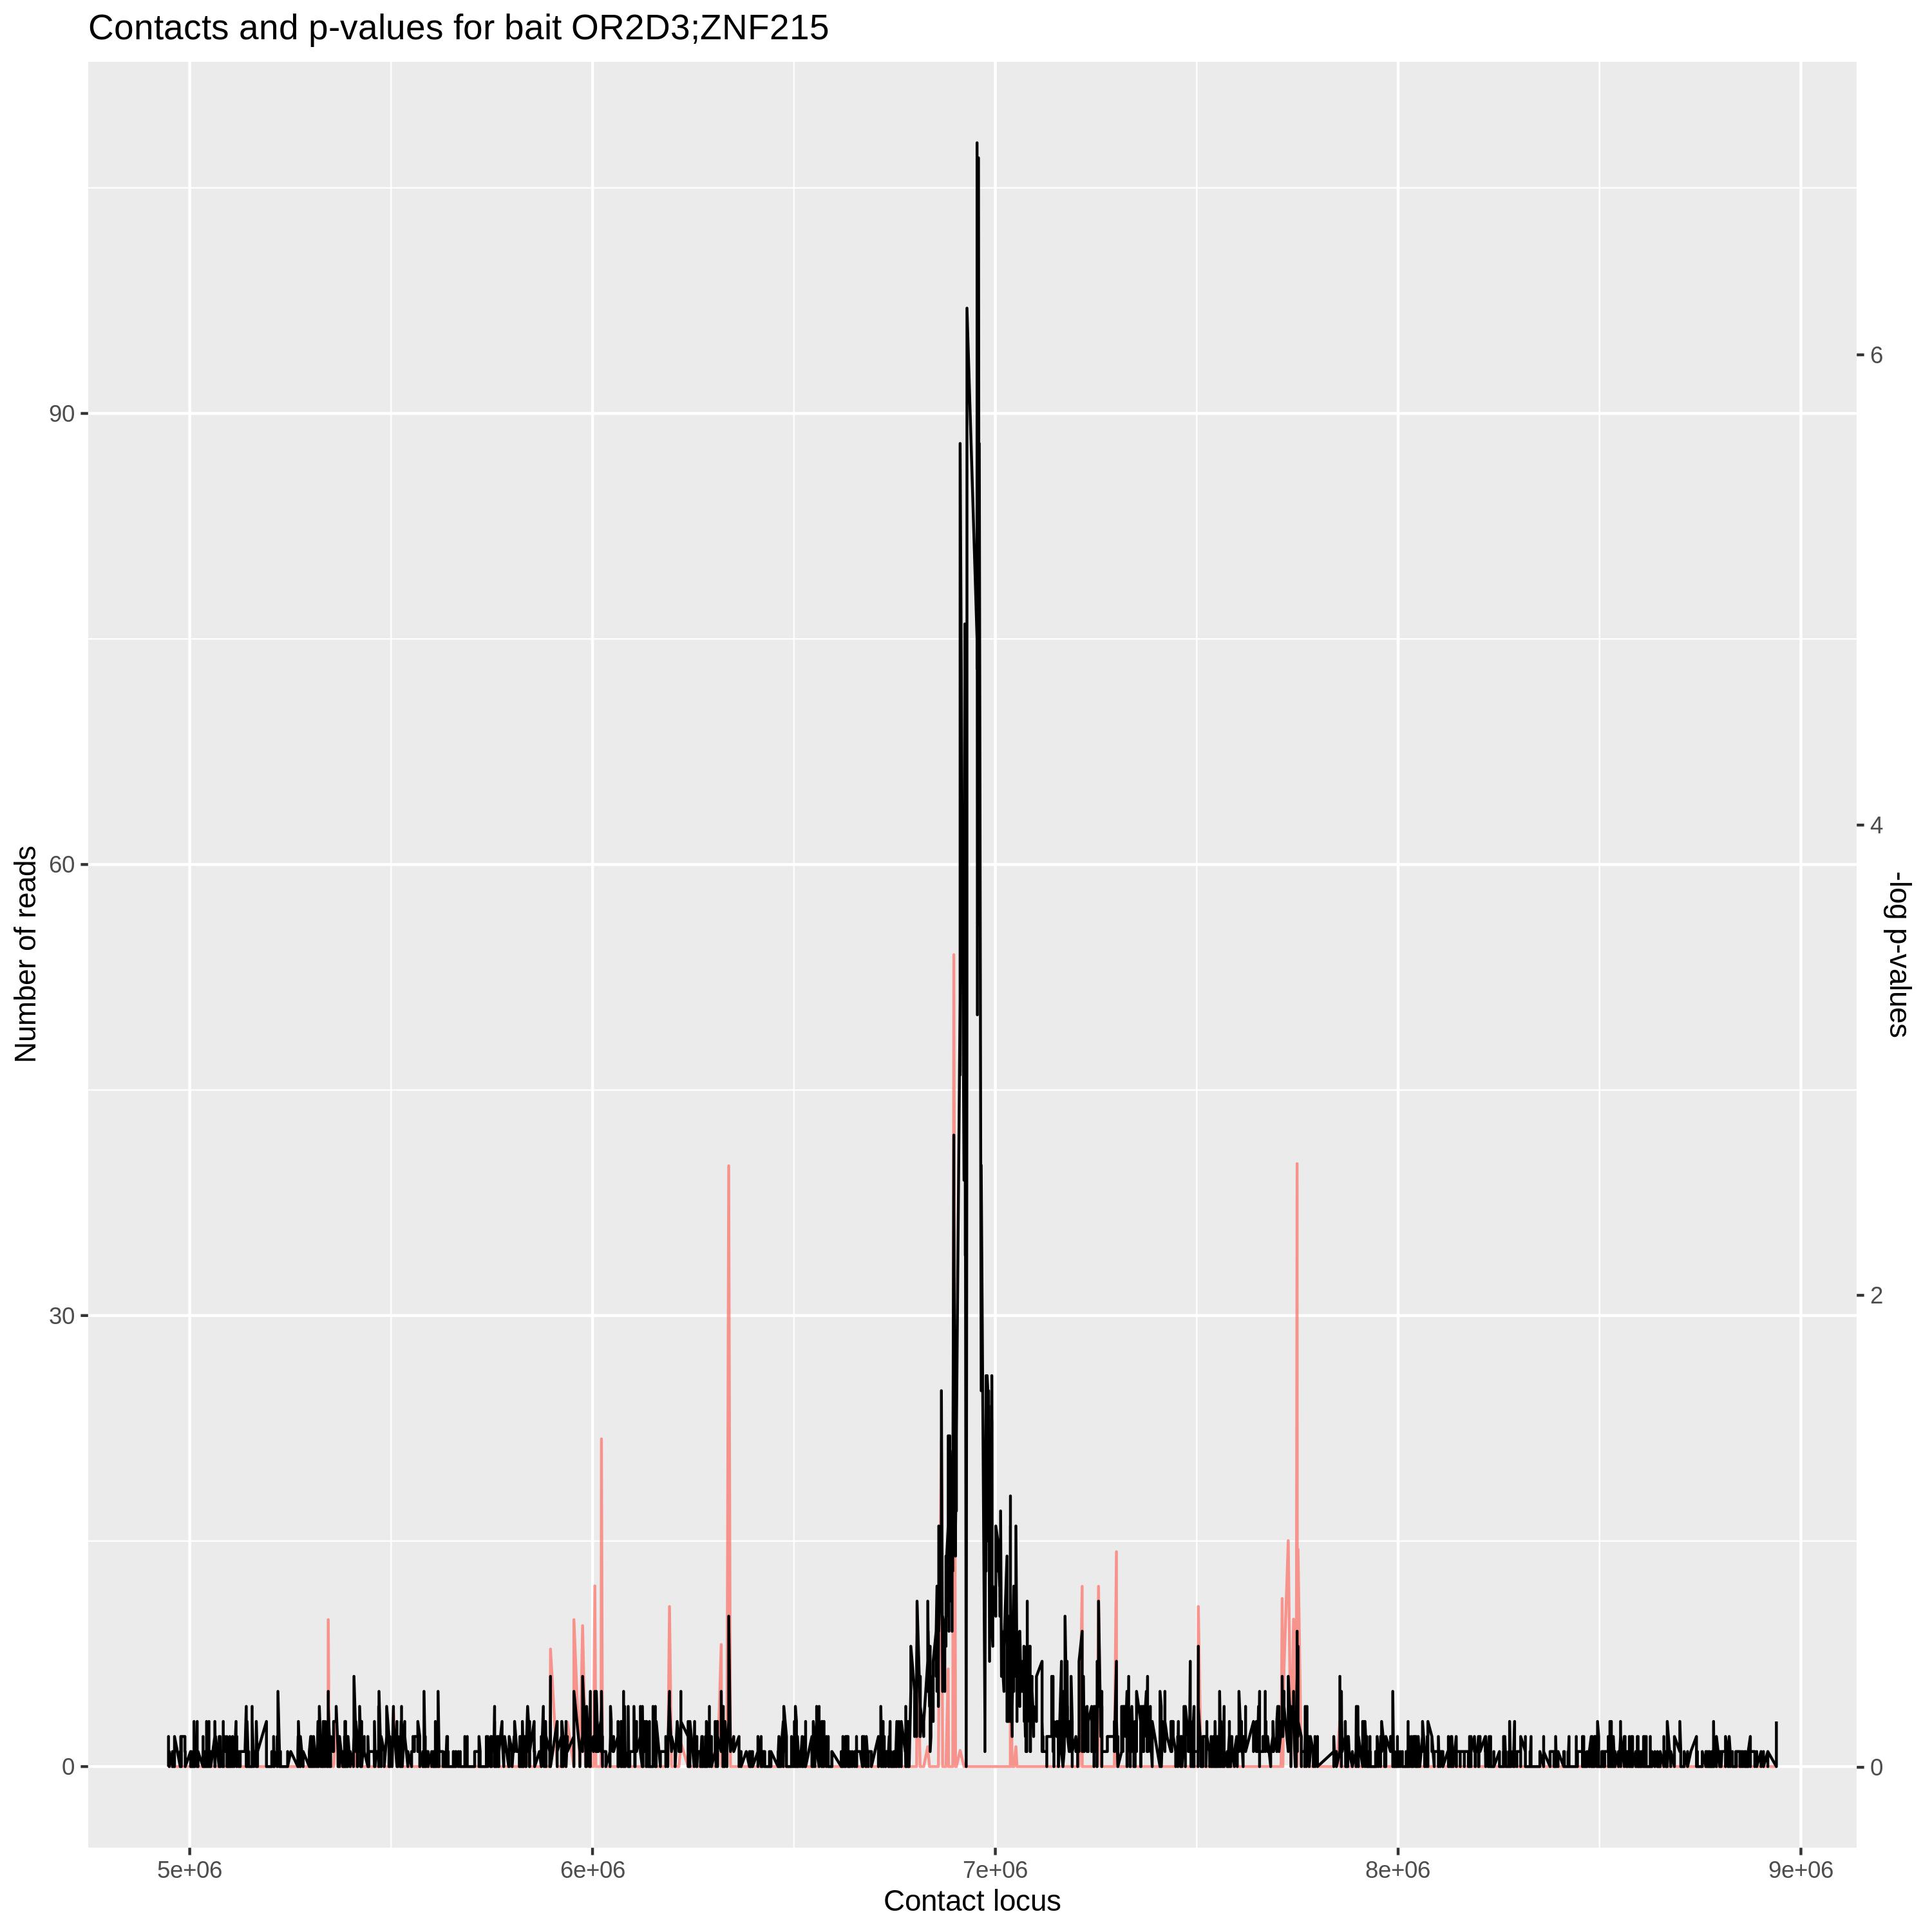 Contacts and p-values for bait OR2D3;ZNF215
Number of reads
90
60
30
0
6
4
2
0
-log p-values
5e+06
6e+06
7e+06
8e+06
9e+06
Contact locus